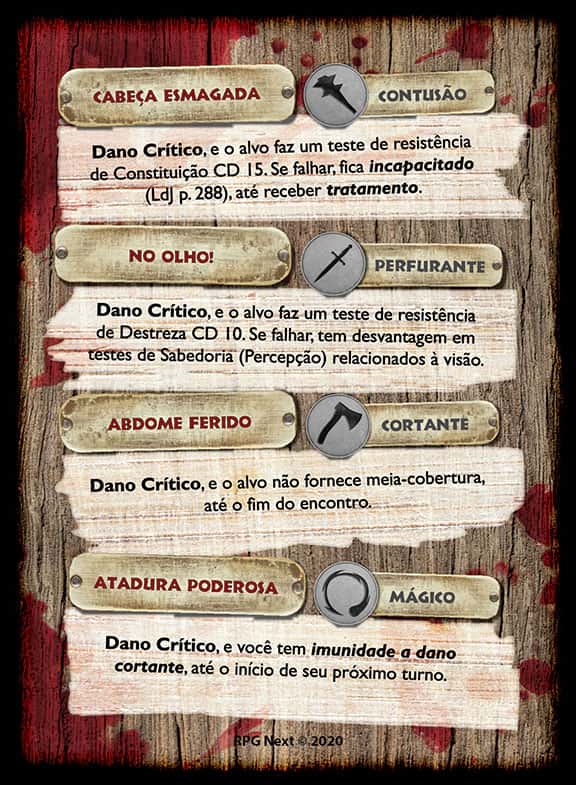 CABEÇA ESMAGADA
CONTUSÃO
Dano Crítico, e o alvo faz um teste de resistência
de Constituição CD 15. Se falhar, fica incapacitado
(LdJ p. 288), até receber tratamento.
NO OLHO!
PERFURANTE
Dano Crítico, e o alvo faz um teste de resistência
de Destreza CD 10. Se falhar, tem desvantagem em
testes de Sabedoria (Percepção) relacionados à visão.
ABDOME FERIDO
CORTANTE
Dano Crítico, e o alvo não fornece meia-cobertura,
até o fim do encontro.
ATADURA PODEROSA
MÁGICO
Dano Crítico, e você tem imunidade a dano
cortante, até o início de seu próximo turno.
RPG Next © 2020